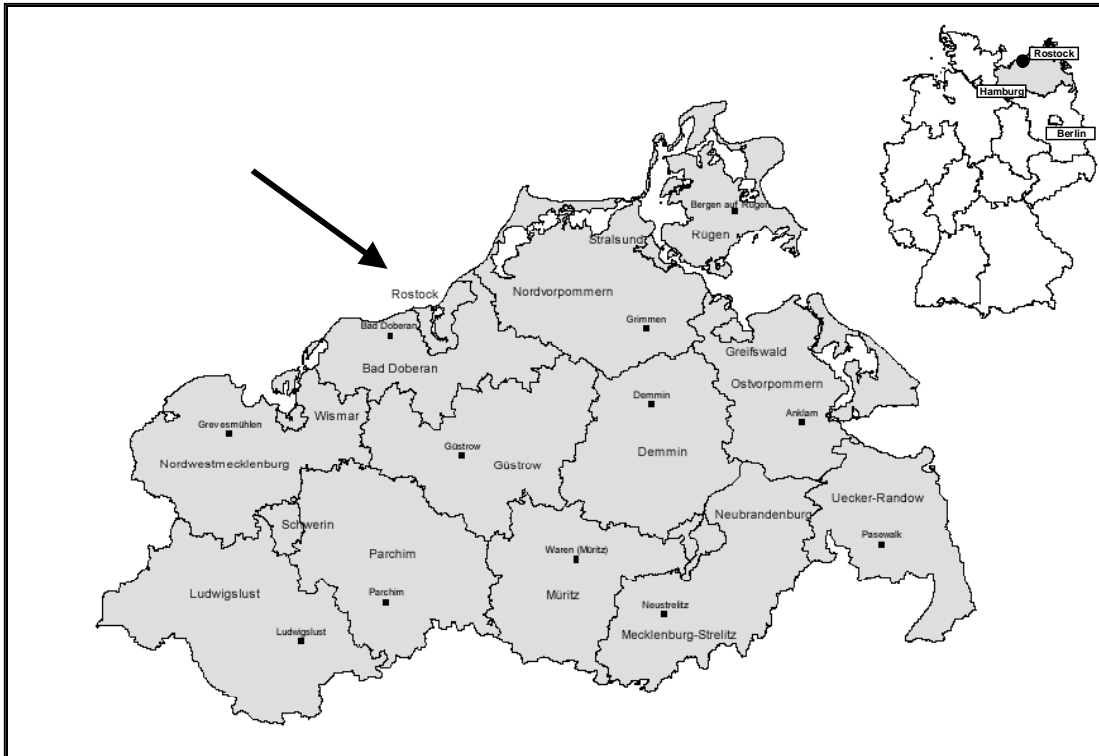 Rostock
Hamburg
Berlin
Bergen auf Rügen
Stralsund
Rügen
Rostock
Nordvorpommern
Bad Doberan
Grimmen
Greifswald
Bad Doberan
Ostvorpommern
Demmin
Wismar
Anklam
Grevesmühlen
Güstrow
Demmin
Nordwestmecklenburg
Güstrow
Uecker-Randow
Neubrandenburg
Schwerin
Pasewalk
Parchim
Waren (Müritz)
Ludwigslust
Parchim
Müritz
Neustrelitz
Ludwigslust
Mecklenburg-Strelitz